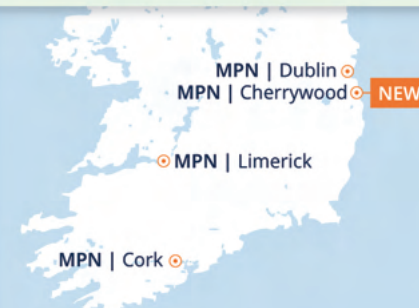 MPN | Dublin
MPN | Cherrywood NEW
MPN | Limerick
MPN | Cork